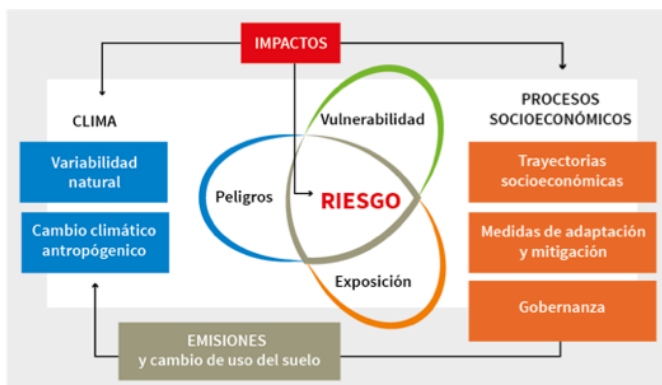 IMPACTOS
CLIMA
Variabilidad
natural
Cambio climático
antropógenico
Vulnerabilidad
Peligros
RIESGO
Exposición
PROCESOS
SOCIOECONÓMICOS
Trayectorias
socioeconómicas
Medidas de adaptación
y mitigación
Gobernanza
EMISIONES
y cambio de uso del suelo